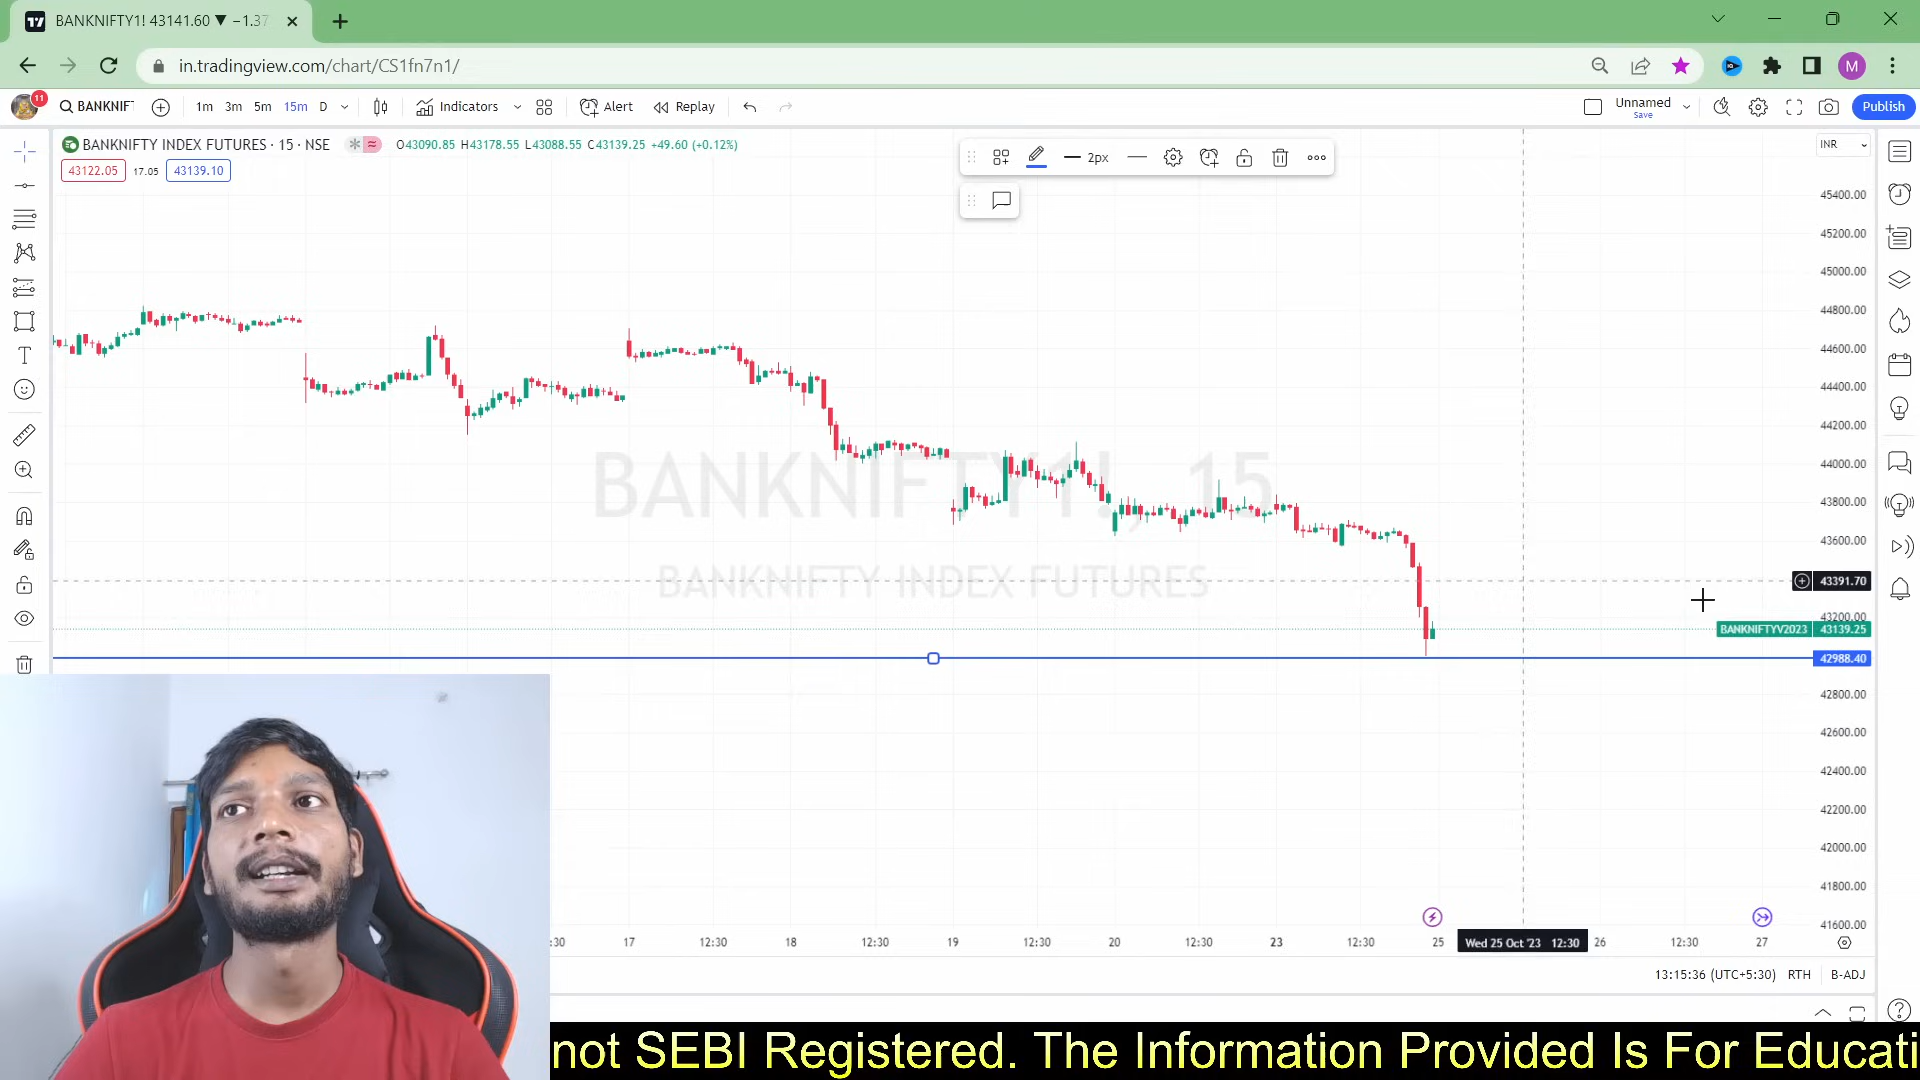 BANKNIFTY1! 43141.60 ▼ −1.37
in.tradingview.com/chart/CS1fn7n1/
M
11
BANKNIF
1m 3m 5m 15m D
Indicators
Alert
Replay
Unnamed
Save
Publish
BANKNIFTY INDEX FUTURES · 15 · NSE
O43090.85 H43178.55 L43088.55 C43139.25 +49.60 (+0.12%)
43122.05
17.05
43139.10
2px
INR
45400.00
45200.00
45000.00
44800.00
44600.00
44400.00
44200.00
44000.00
43800.00
43600.00
43391.70
43200.00
BANKNIFTYV2023 43139.25
42988.40
42800.00
42600.00
42400.00
42200.00
42000.00
41800.00
41600.00
BANKNIFTY1!, 15
BANKNIFTY INDEX FUTURES
:30 17 12:30 18 12:30 19 12:30 20 12:30 23 12:30 25 Wed 25 Oct '23 12:30 26 12:30 27
13:15:36 (UTC+5:30) RTH B-ADJ
not SEBI Registered. The Information Provided Is For Educati